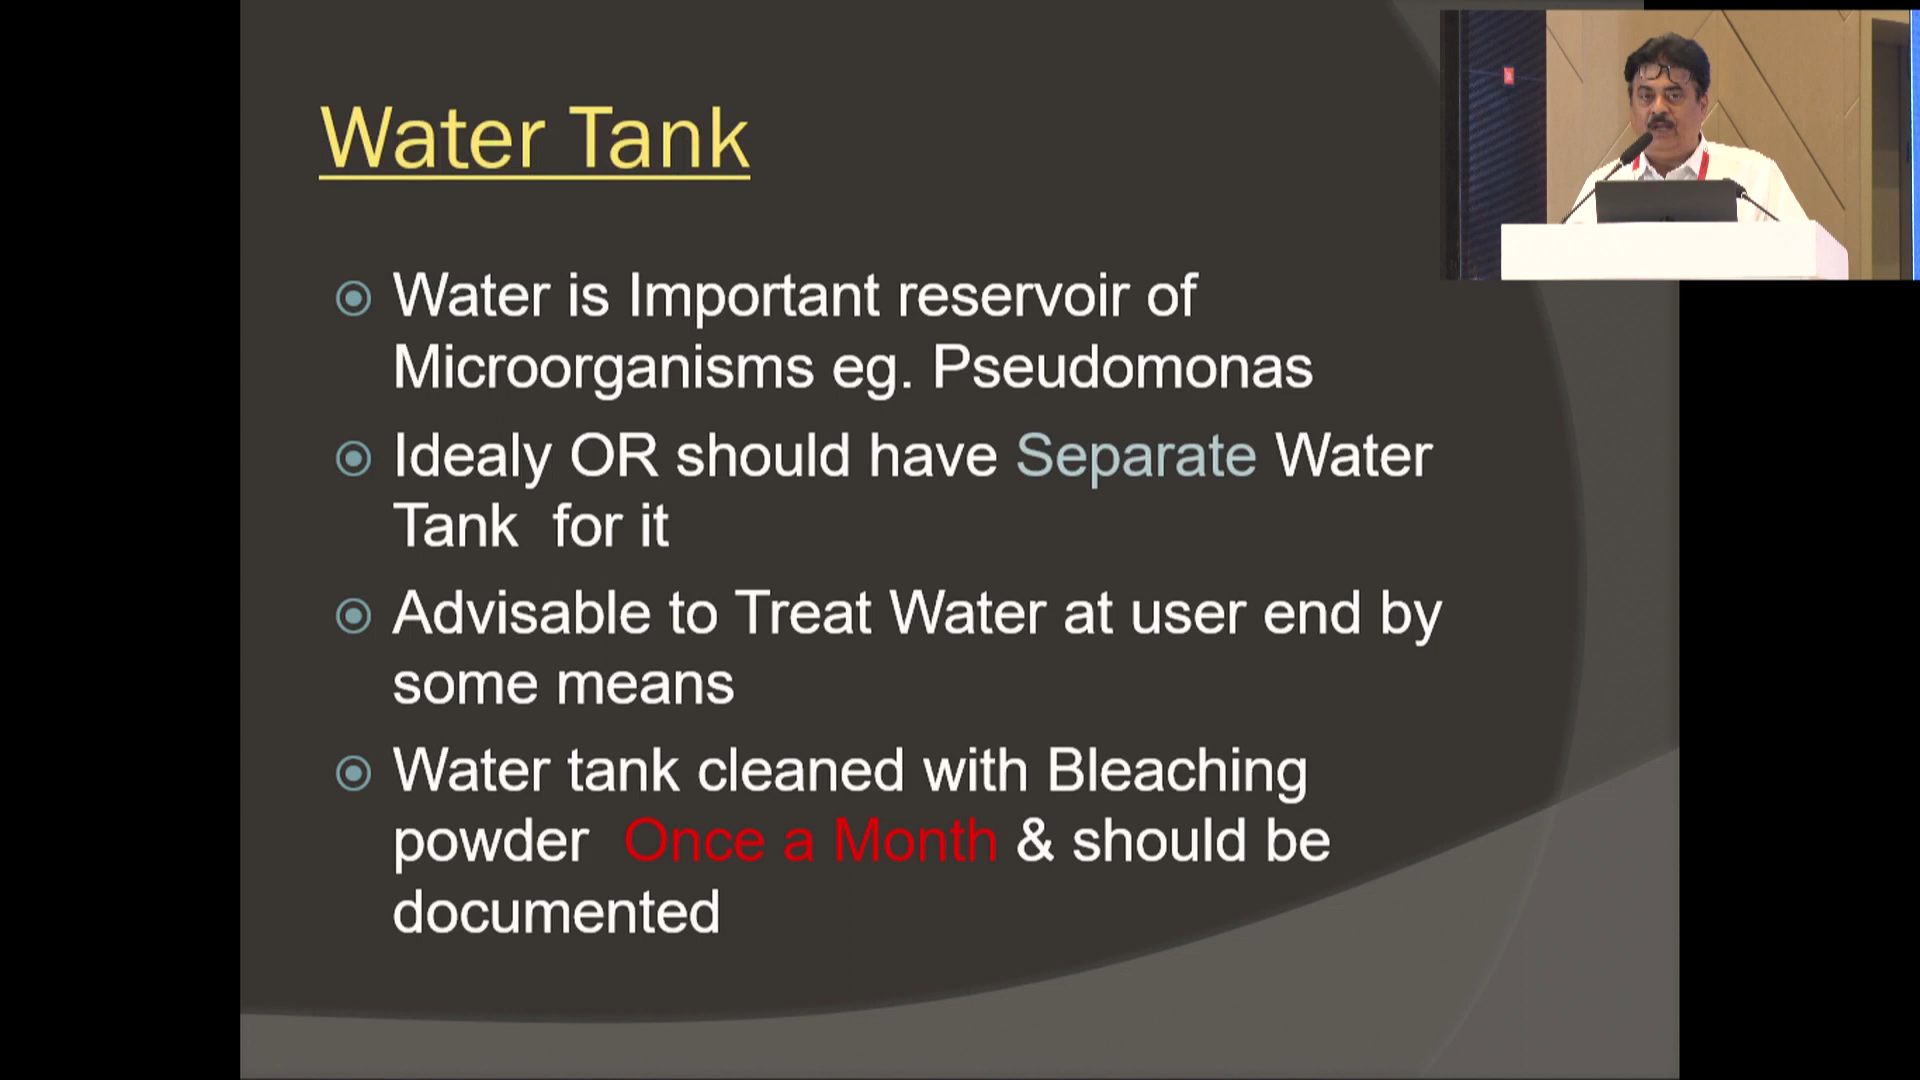 Water Tank
Water is Important reservoir of
Microorganisms eg. Pseudomonas
Idealy OR should have Separate Water
Tank for it
Advisable to Treat Water at user end by
some means
Water tank cleaned with Bleaching
powder Once a Month & should be
documented